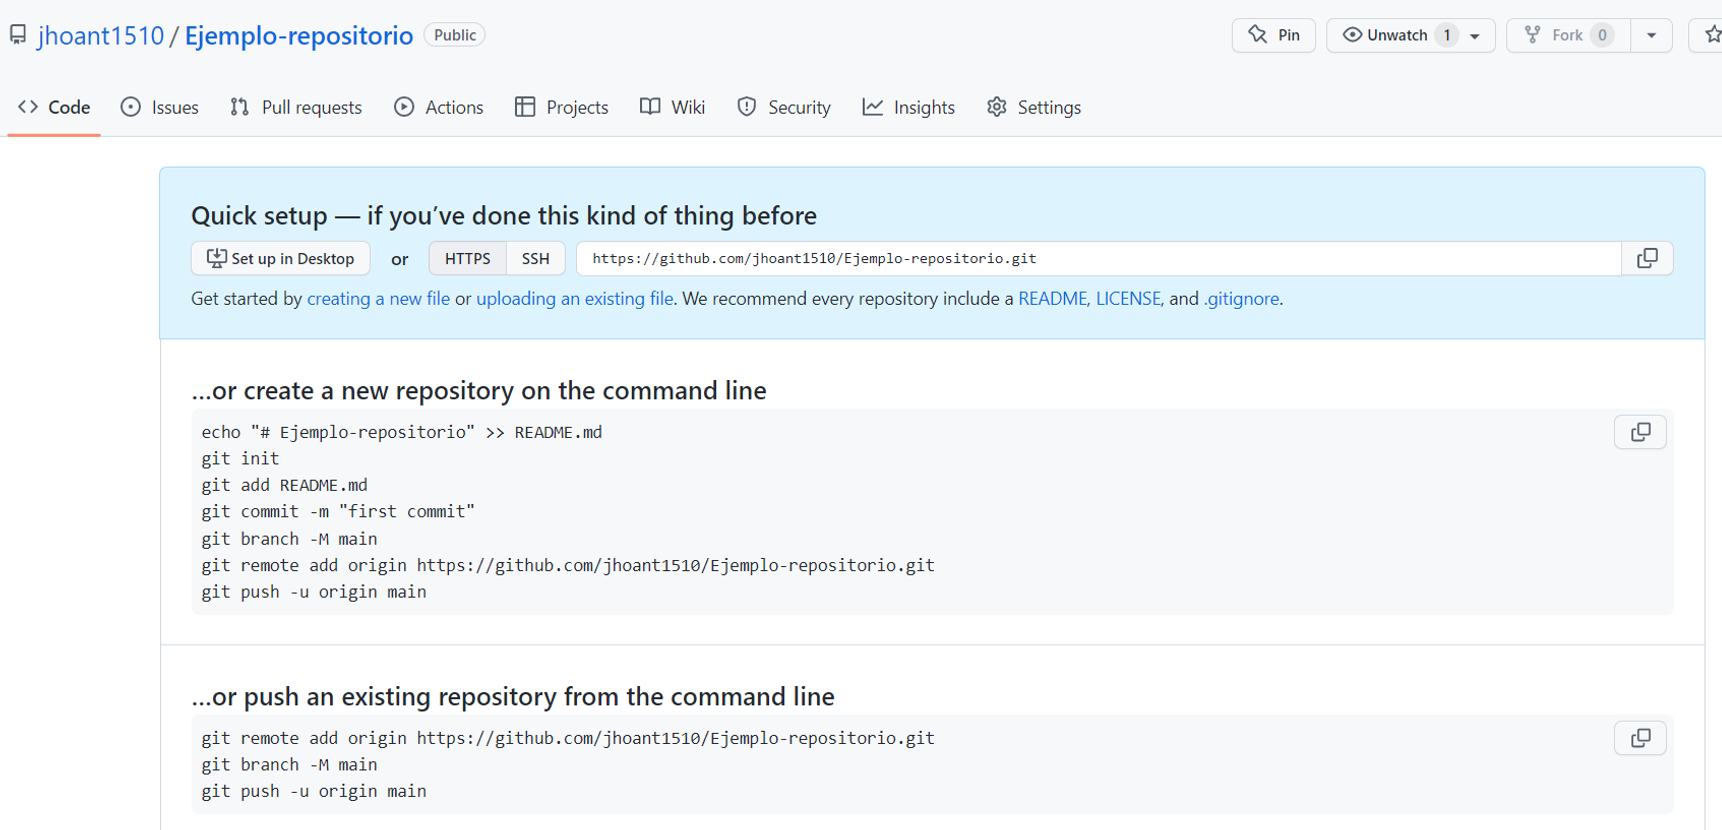 jhoant1510 / Ejemplo-repositorio Public Pin Unwatch 1 Fork 0
Code Issues Pull requests Actions Projects Wiki Security Insights Settings
Quick setup — if you’ve done this kind of thing before
Set up in Desktop or HTTPS SSH https://github.com/jhoant1510/Ejemplo-repositorio.git
Get started by creating a new file or uploading an existing file. We recommend every repository include a README, LICENSE, and .gitignore.
…or create a new repository on the command line
echo "# Ejemplo-repositorio" >> README.md
git init
git add README.md
git commit -m "first commit"
git branch -M main
git remote add origin https://github.com/jhoant1510/Ejemplo-repositorio.git
git push -u origin main
…or push an existing repository from the command line
git remote add origin https://github.com/jhoant1510/Ejemplo-repositorio.git
git branch -M main
git push -u origin main